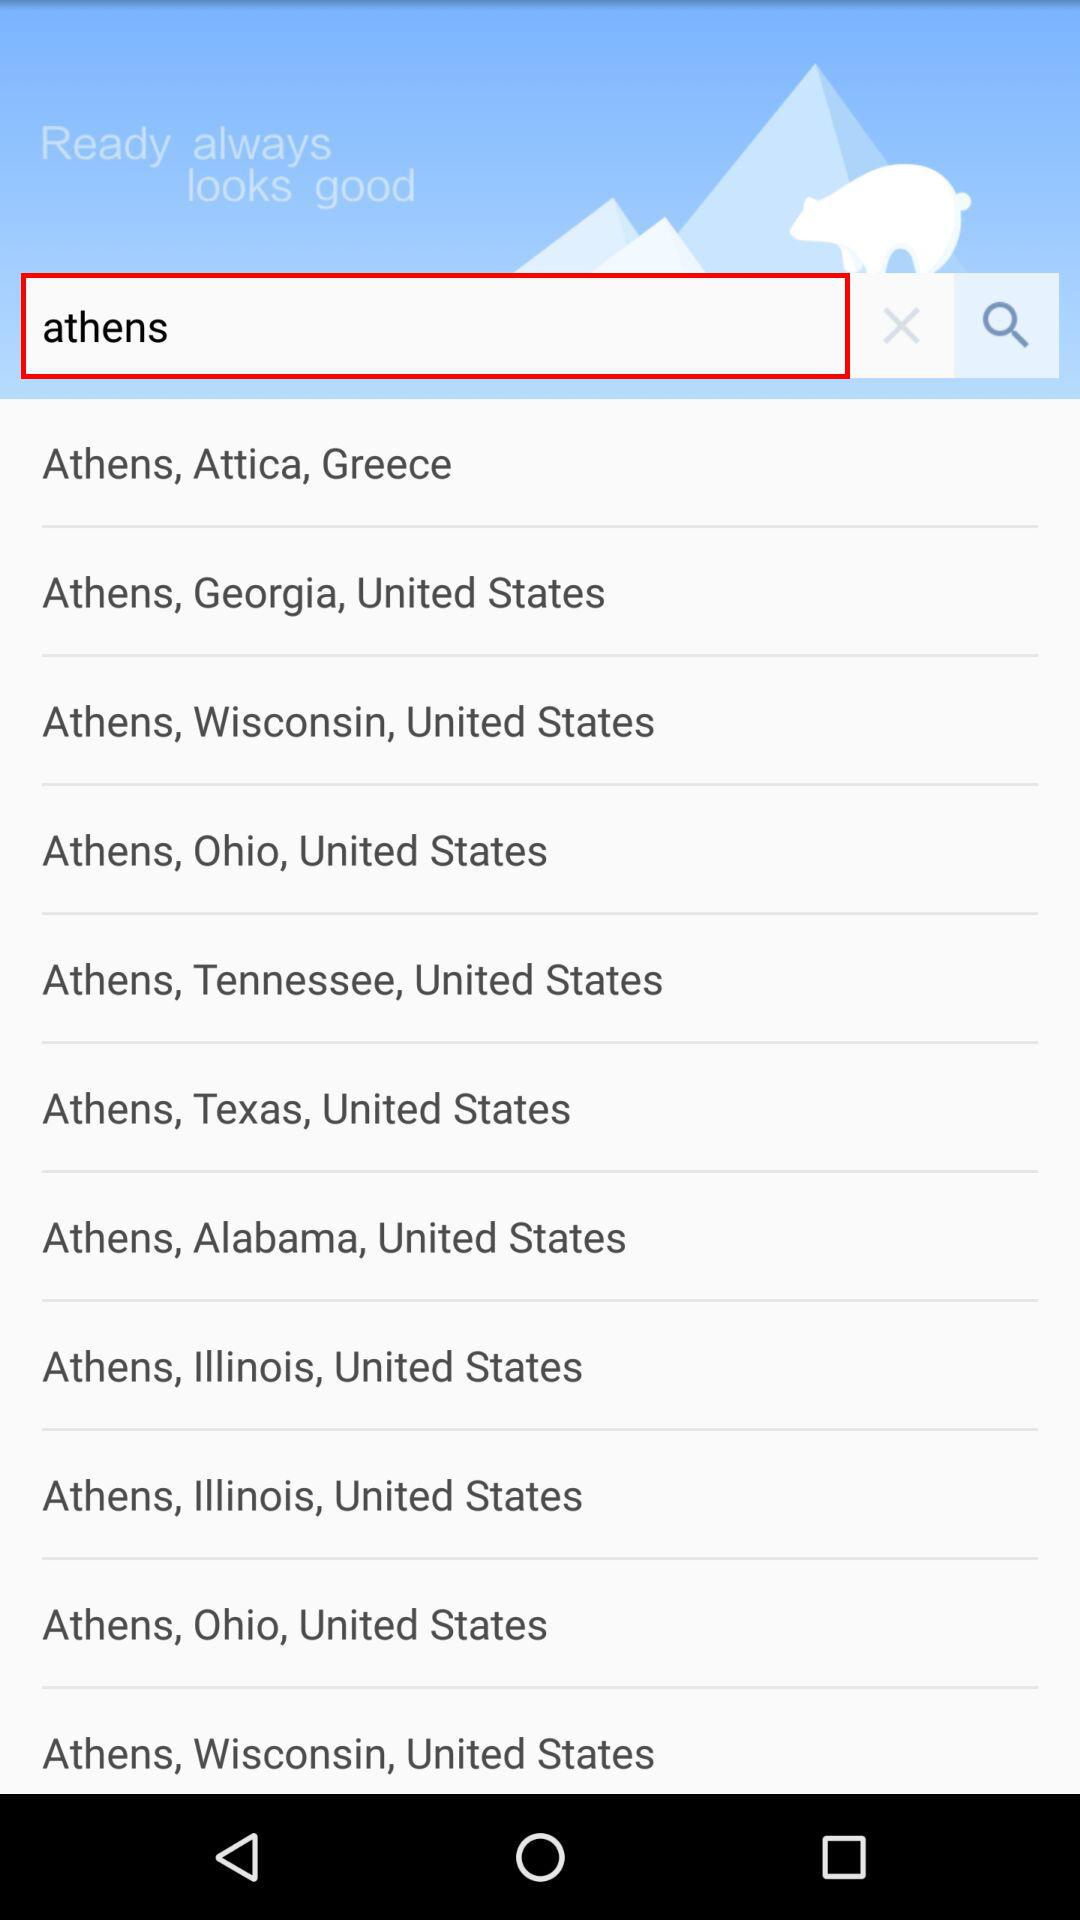 Ready always
looks good
athens
Athens, Attica, Greece
Athens, Georgia, United States
Athens, Wisconsin, United States
Athens, Ohio, United States
Athens, Tennessee, United States
Athens, Texas, United States
Athens, Alabama, United States
Athens, Illinois, United States
Athens, Illinois, United States
Athens, Ohio, United States
Athens, Wisconsin, United States